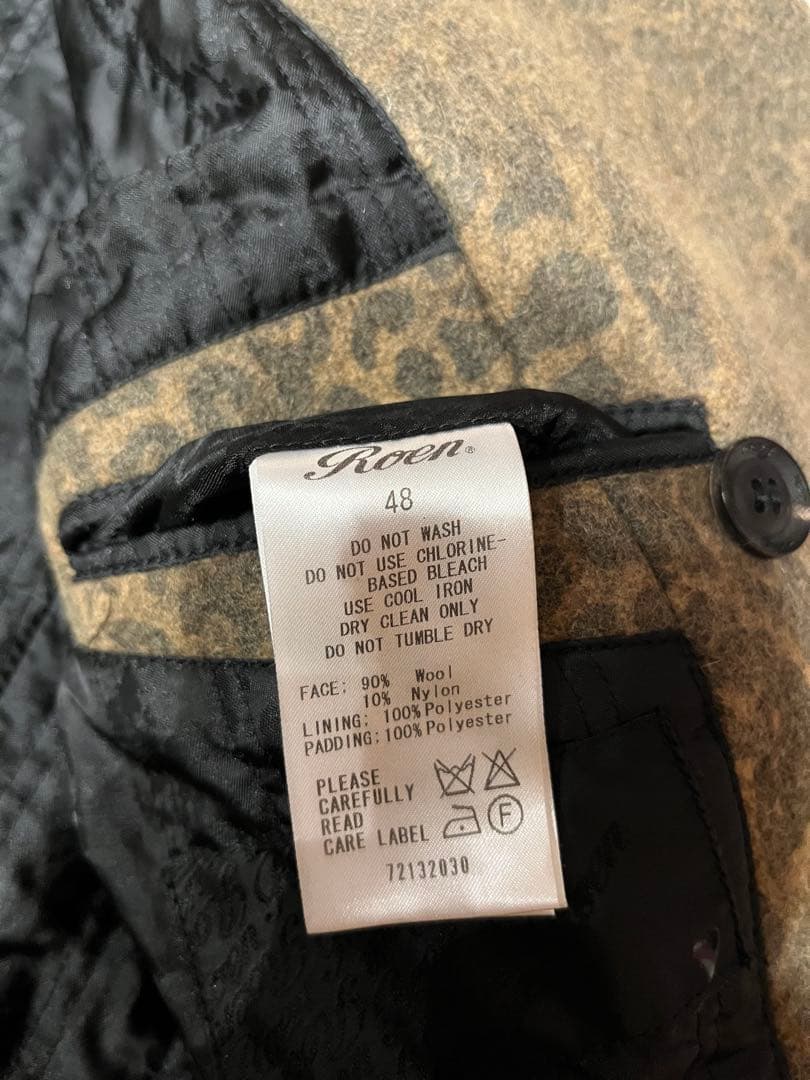 Roen®
48
DO NOT WASH
DO NOT USE CHLORINE-
BASED BLEACH
USE COOL IRON
DRY CLEAN ONLY
DO NOT TUMBLE DRY
FACE; 90% Wool
10% Nylon
LINING; 100% Polyester
PADDING; 100% Polyester
PLEASE
CAREFULLY
READ
CARE LABEL
F
72132030